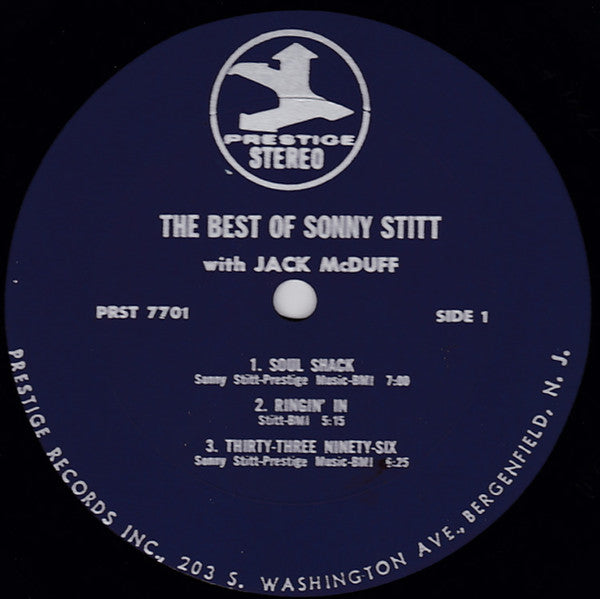 PRESTIGE
STEREO
THE BEST OF SONNY STITT
with JACK McDUFF
PRST 7701
SIDE 1
1. SOUL SHACK
Sonny Stitt-Prestige Music-BMI 7:00
2. RINGIN' IN
Stitt-BMI 5:15
3. THIRTY-THREE NINETY-SIX
Sonny Stitt-Prestige Music-BMI 6:25
PRESTIGE RECORDS INC., 203 S. WASHINGTON AVE., BERGENFIELD, N. J.